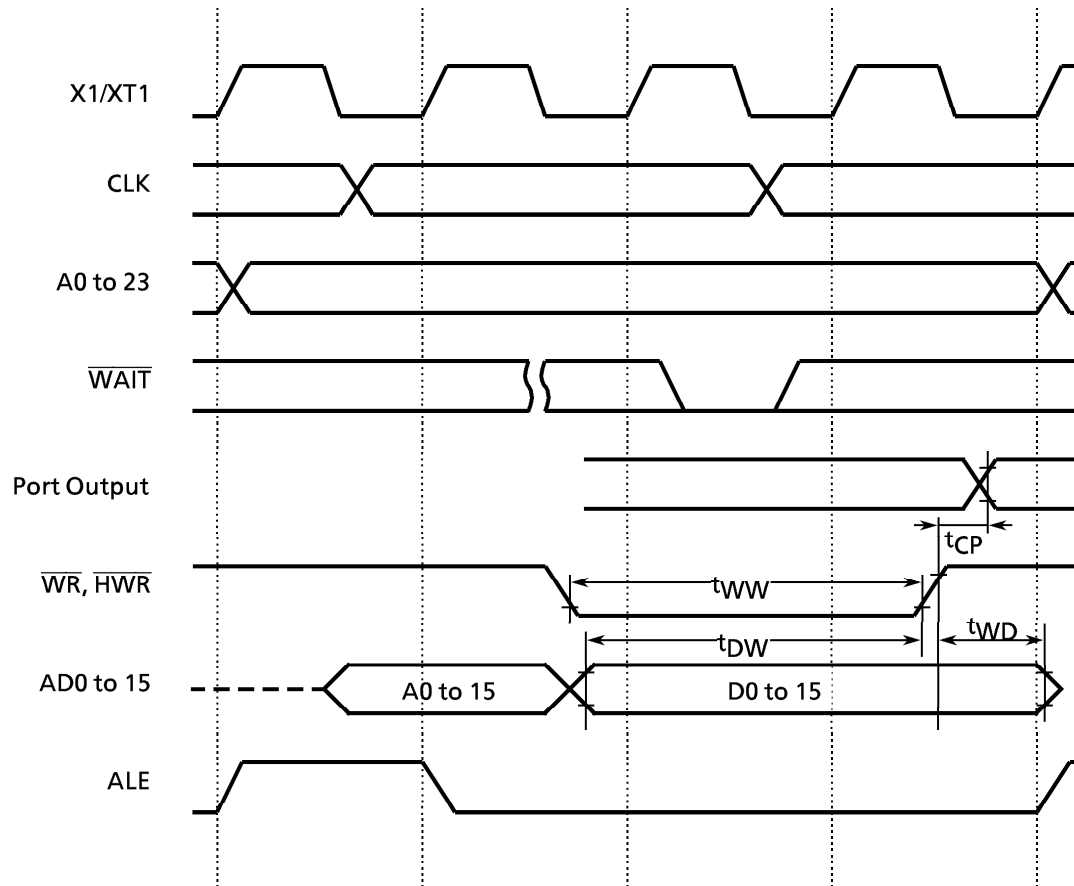 X1/XT1
CLK
A0 to 23
WAIT
Port Output
tCP
WR, HWR
tWW
tDW
tWD
AD0 to 15
A0 to 15
D0 to 15
ALE